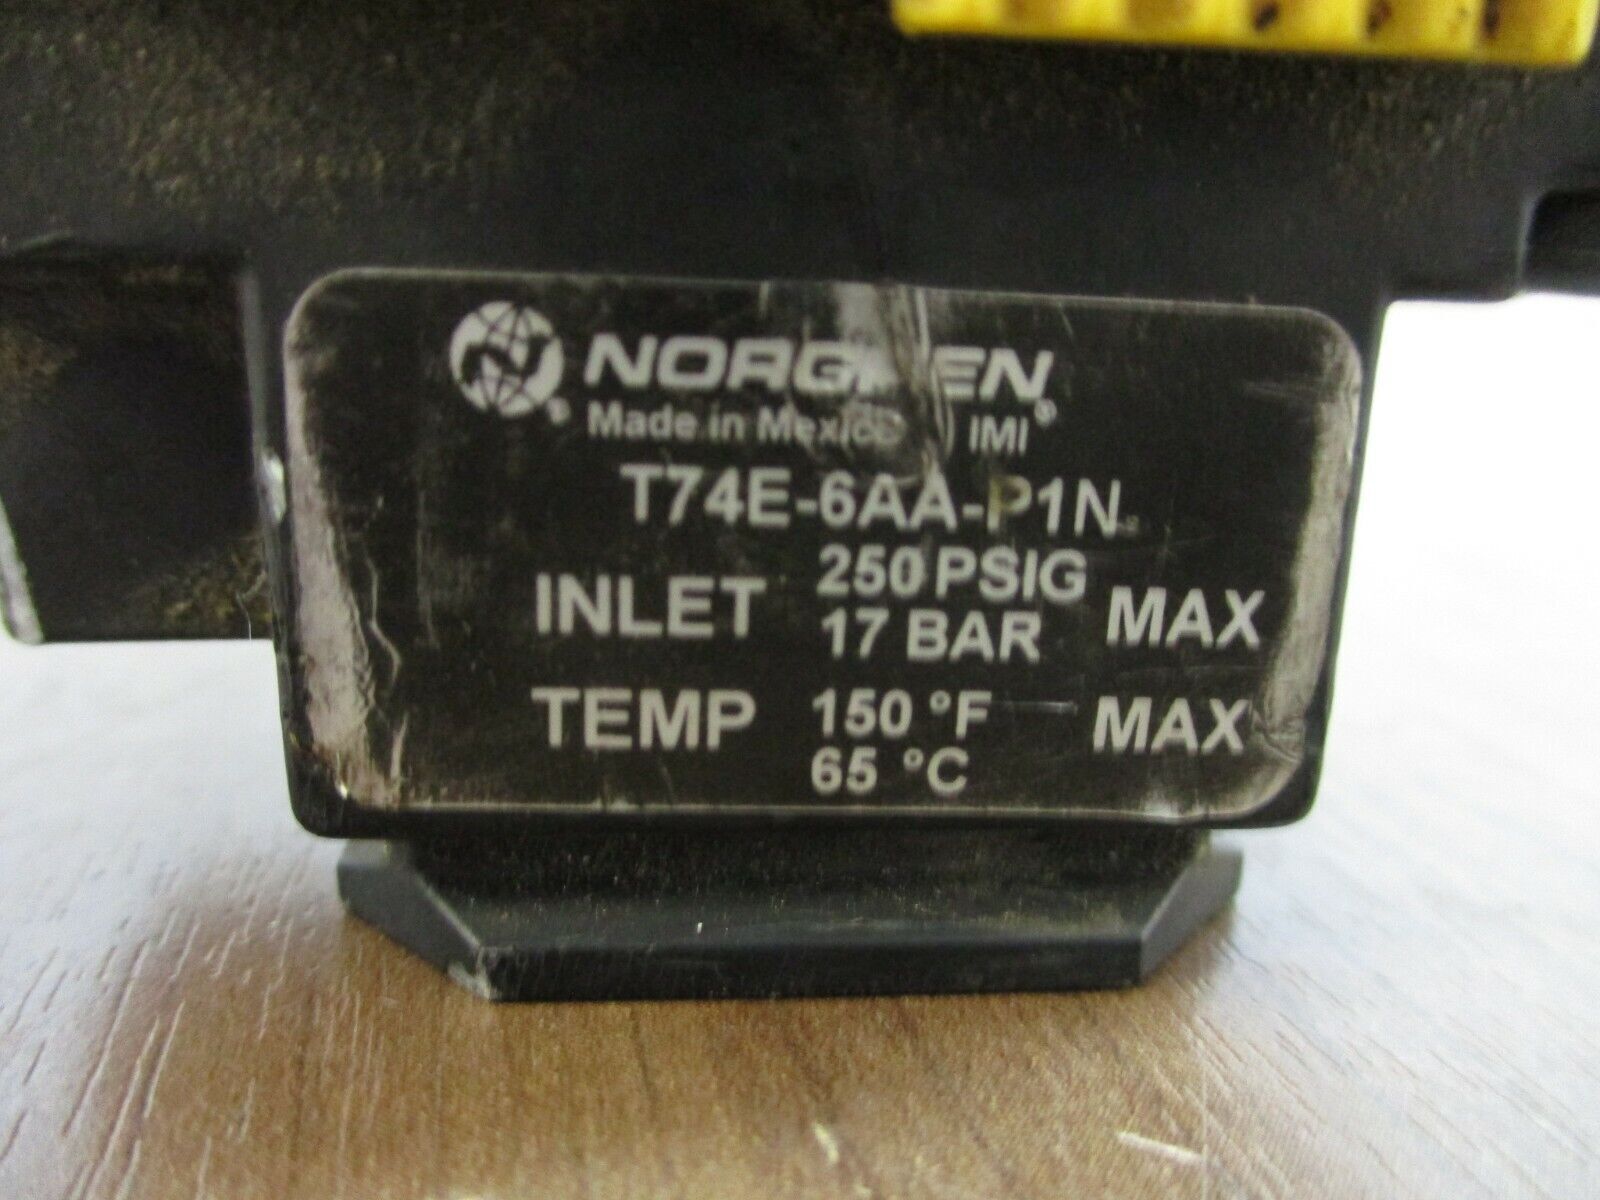 N® NORGREN®
Made in Mexico IMI
T74E-6AA-P1N
INLET 250 PSIG MAX
17 BAR
TEMP 150 °F MAX
65 °C